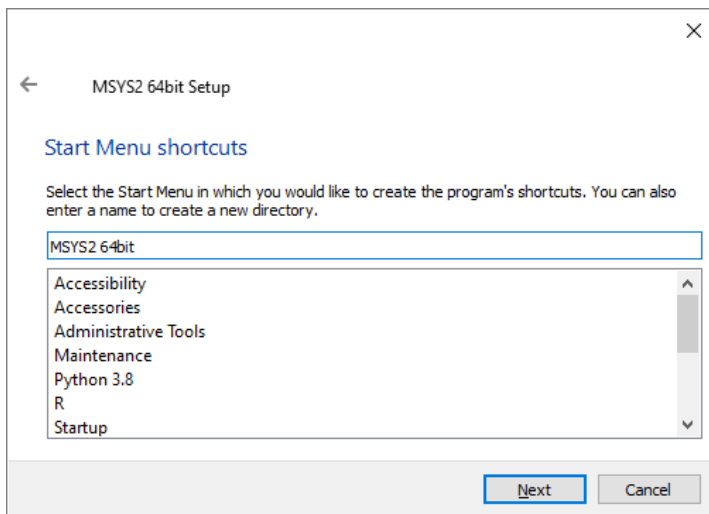 MSYS2 64bit Setup
Start Menu shortcuts
Select the Start Menu in which you would like to create the program's shortcuts. You can also
enter a name to create a new directory.
MSYS2 64bit
Accessibility
Accessories
Administrative Tools
Maintenance
Python 3.8
R
Startup
Next Cancel